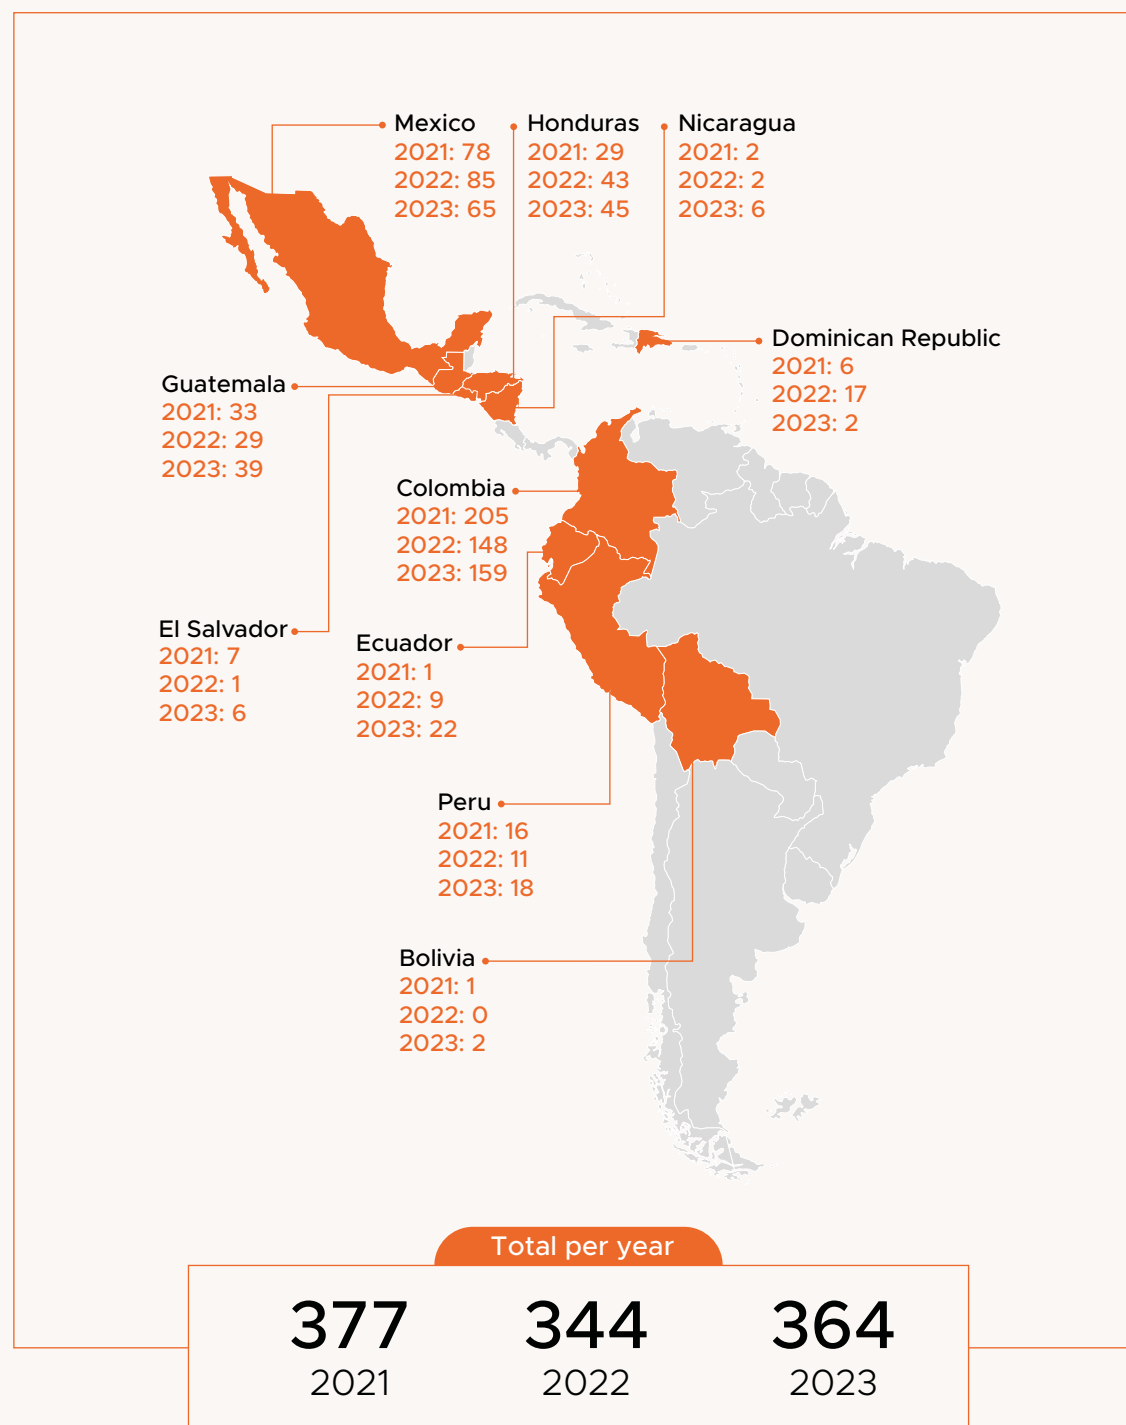 Mexico
2021: 78
2022: 85
2023: 65
Honduras
2021: 29
2022: 43
2023: 45
Nicaragua
2021: 2
2022: 2
2023: 6
Dominican Republic
2021: 6
2022: 17
2023: 2
Guatemala
2021: 33
2022: 29
2023: 39
Colombia
2021: 205
2022: 148
2023: 159
El Salvador
2021: 7
2022: 1
2023: 6
Ecuador
2021: 1
2022: 9
2023: 22
Peru
2021: 16
2022: 11
2023: 18
Bolivia
2021: 1
2022: 0
2023: 2
Total per year
377 344 364
2021 2022 2023